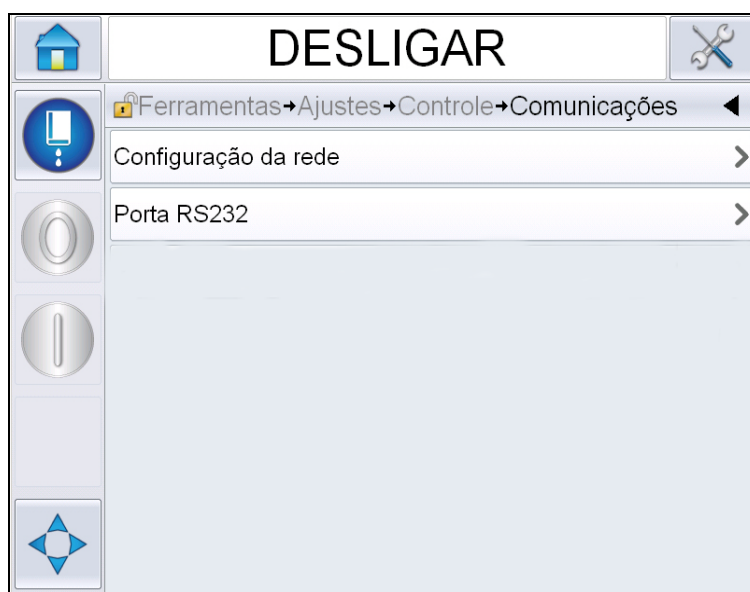 DESLIGAR
Ferramentas→Ajustes→Controle→Comunicações
Configuração da rede
Porta RS232